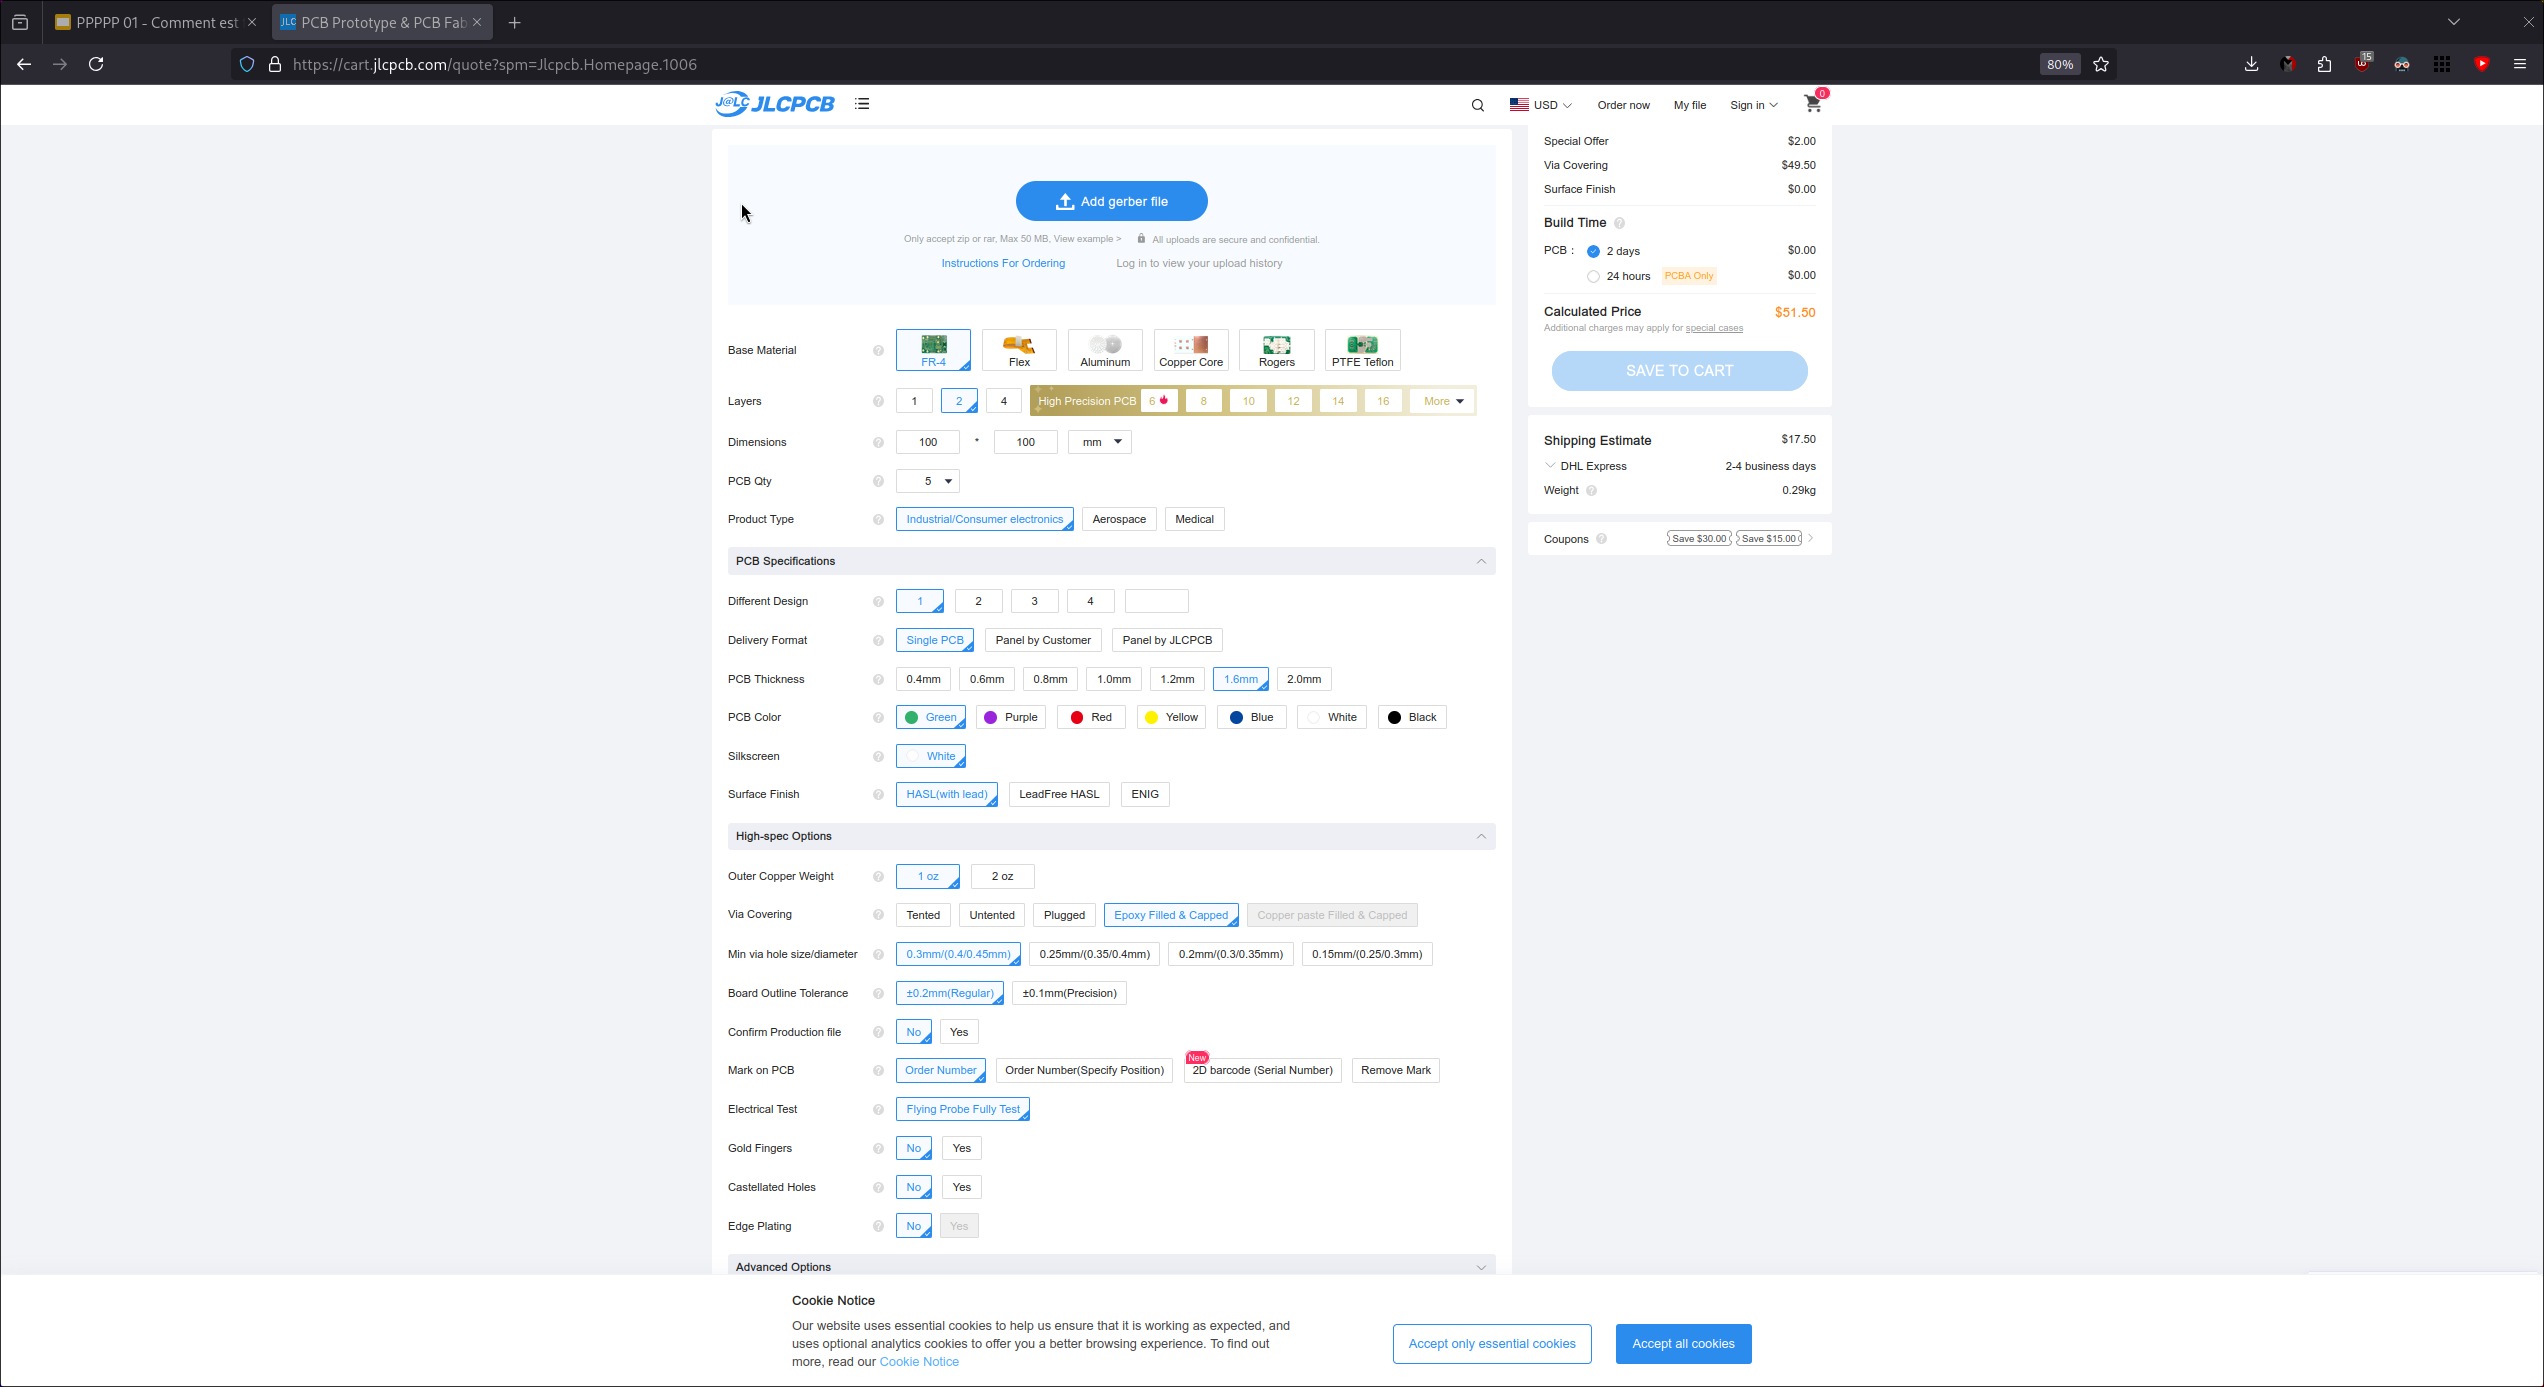 PPPPP 01 - Comment est
JLC PCB Prototype & PCB Fab
https://cart.jlcpcb.com/quote?spm=Jlcpcb.Homepage.1006
80%
15
J@LC JLCPCB
USD
Order now
My file
Sign in
0
Add gerber file
Only accept zip or rar, Max 50 MB, View example >
All uploads are secure and confidential.
Instructions For Ordering
Log in to view your upload history
Base Material ? FR-4 Flex Aluminum Copper Core Rogers PTFE Teflon
Layers ? 1 2 4 High Precision PCB 6 8 10 12 14 16 More
Dimensions ? 100 * 100 mm
PCB Qty ? 5
Product Type ? Industrial/Consumer electronics Aerospace Medical
PCB Specifications
Different Design ? 1 2 3 4
Delivery Format ? Single PCB Panel by Customer Panel by JLCPCB
PCB Thickness ? 0.4mm 0.6mm 0.8mm 1.0mm 1.2mm 1.6mm 2.0mm
PCB Color ? Green Purple Red Yellow Blue White Black
Silkscreen ? White
Surface Finish ? HASL(with lead) LeadFree HASL ENIG
High-spec Options
Outer Copper Weight ? 1 oz 2 oz
Via Covering ? Tented Untented Plugged Epoxy Filled & Capped Copper paste Filled & Capped
Min via hole size/diameter ? 0.3mm/(0.4/0.45mm) 0.25mm/(0.35/0.4mm) 0.2mm/(0.3/0.35mm) 0.15mm/(0.25/0.3mm)
Board Outline Tolerance ? ±0.2mm(Regular) ±0.1mm(Precision)
Confirm Production file ? No Yes
New
Mark on PCB ? Order Number Order Number(Specify Position) 2D barcode (Serial Number) Remove Mark
Electrical Test ? Flying Probe Fully Test
Gold Fingers ? No Yes
Castellated Holes ? No Yes
Edge Plating ? No Yes
Advanced Options
Special Offer $2.00
Via Covering $49.50
Surface Finish $0.00
Build Time ?
PCB : 2 days $0.00
24 hours PCBA Only $0.00
Calculated Price $51.50
Additional charges may apply for special cases
SAVE TO CART
Shipping Estimate $17.50
DHL Express 2-4 business days
Weight ? 0.29kg
Coupons ? Save $30.00 Save $15.00
Cookie Notice
Our website uses essential cookies to help us ensure that it is working as expected, and
uses optional analytics cookies to offer you a better browsing experience. To find out
more, read our Cookie Notice
Accept only essential cookies
Accept all cookies